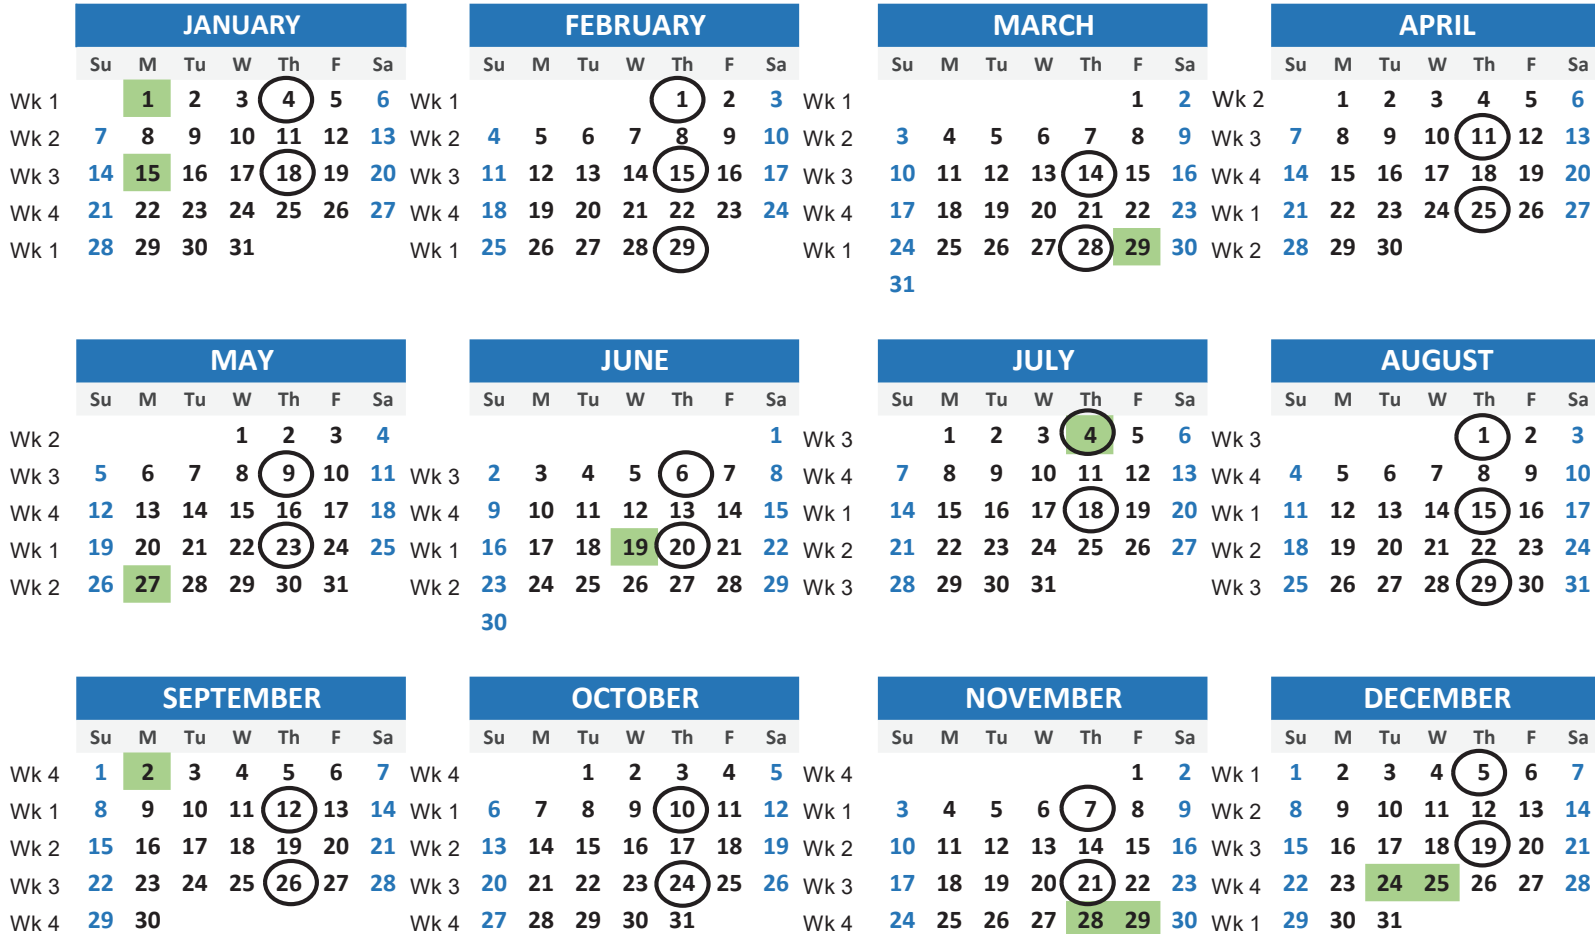 JANUARY FEBRUARY MARCH APRIL
Su M Tu W Th F Sa Su M Tu W Th F Sa Su M Tu W Th F Sa Su M Tu W Th F Sa
Wk 1 1 2 3 4 5 6 Wk 1 1 2 3 Wk 1 1 2 Wk 2 1 2 3 4 5 6
Wk 2 7 8 9 10 11 12 13 Wk 2 4 5 6 7 8 9 10 Wk 2 3 4 5 6 7 8 9 Wk 3 7 8 9 10 11 12 13
Wk 3 14 15 16 17 18 19 20 Wk 3 11 12 13 14 15 16 17 Wk 3 10 11 12 13 14 15 16 Wk 4 14 15 16 17 18 19 20
Wk 4 21 22 23 24 25 26 27 Wk 4 18 19 20 21 22 23 24 Wk 4 17 18 19 20 21 22 23 Wk 1 21 22 23 24 25 26 27
Wk 1 28 29 30 31 Wk 1 25 26 27 28 29 Wk 1 24 25 26 27 28 29 30 Wk 2 28 29 30
31
MAY JUNE JULY AUGUST
Su M Tu W Th F Sa Su M Tu W Th F Sa Su M Tu W Th F Sa Su M Tu W Th F Sa
Wk 2 1 2 3 4 1 Wk 3 1 2 3 4 5 6 Wk 3 1 2 3
Wk 3 5 6 7 8 9 10 11 Wk 3 2 3 4 5 6 7 8 Wk 4 7 8 9 10 11 12 13 Wk 4 4 5 6 7 8 9 10
Wk 4 12 13 14 15 16 17 18 Wk 4 9 10 11 12 13 14 15 Wk 1 14 15 16 17 18 19 20 Wk 1 11 12 13 14 15 16 17
Wk 1 19 20 21 22 23 24 25 Wk 1 16 17 18 19 20 21 22 Wk 2 21 22 23 24 25 26 27 Wk 2 18 19 20 21 22 23 24
Wk 2 26 27 28 29 30 31 Wk 2 23 24 25 26 27 28 29 Wk 3 28 29 30 31 Wk 3 25 26 27 28 29 30 31
30
SEPTEMBER OCTOBER NOVEMBER DECEMBER
Su M Tu W Th F Sa Su M Tu W Th F Sa Su M Tu W Th F Sa Su M Tu W Th F Sa
Wk 4 1 2 3 4 5 6 7 Wk 4 1 2 3 4 5 Wk 4 1 2 Wk 1 1 2 3 4 5 6 7
Wk 1 8 9 10 11 12 13 14 Wk 1 6 7 8 9 10 11 12 Wk 1 3 4 5 6 7 8 9 Wk 2 8 9 10 11 12 13 14
Wk 2 15 16 17 18 19 20 21 Wk 2 13 14 15 16 17 18 19 Wk 2 10 11 12 13 14 15 16 Wk 3 15 16 17 18 19 20 21
Wk 3 22 23 24 25 26 27 28 Wk 3 20 21 22 23 24 25 26 Wk 3 17 18 19 20 21 22 23 Wk 4 22 23 24 25 26 27 28
Wk 4 29 30 Wk 4 27 28 29 30 31 Wk 4 24 25 26 27 28 29 30 Wk 1 29 30 31